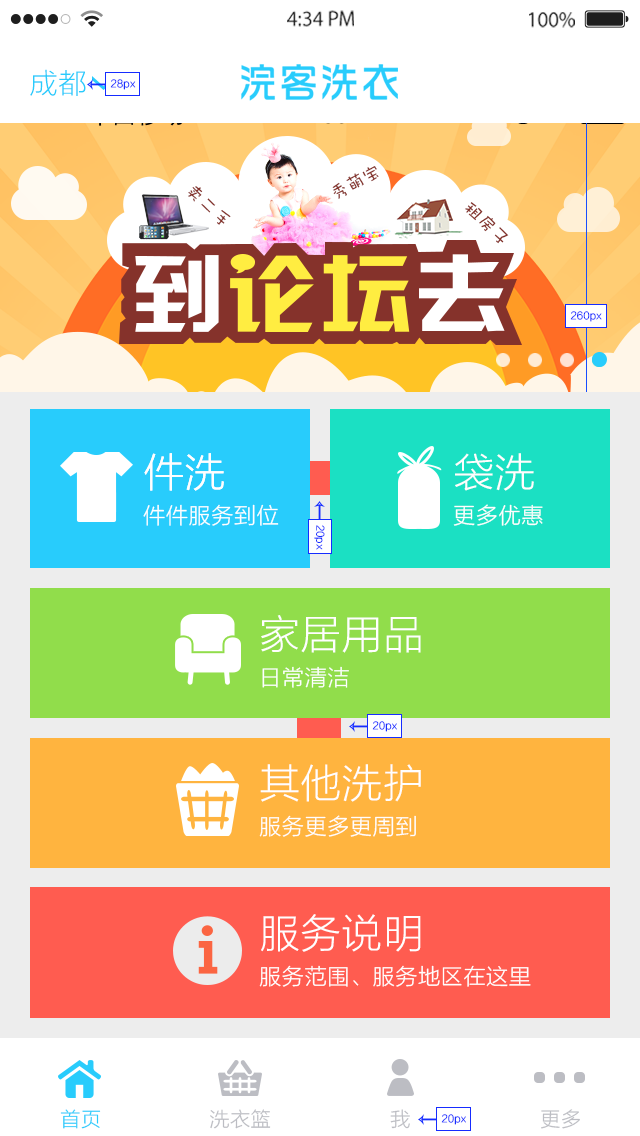 4:34 PM
100%
成都
28px
浣客洗衣
卖二手
秀萌宝
租房子
到论坛去
260px
件洗
件件服务到位
袋洗
更多优惠
20px
家居用品
日常清洁
20px
其他洗护
服务更多更周到
服务说明
服务范围、服务地区在这里
首页
洗衣篮
我
20px
更多